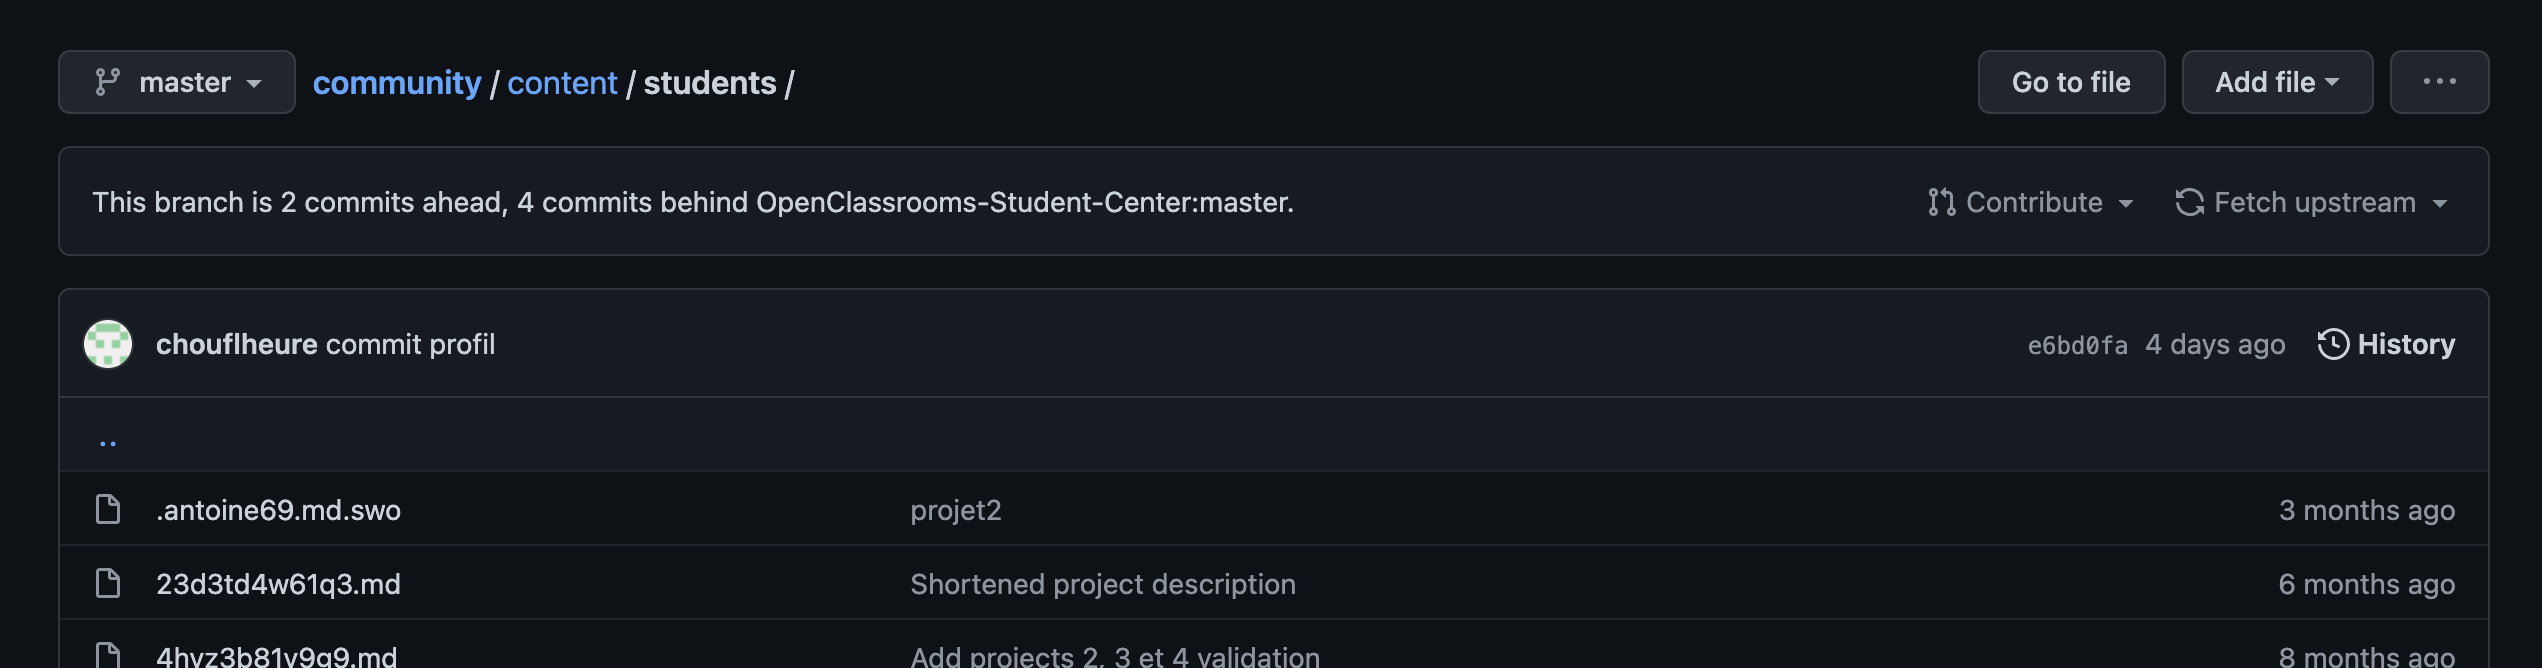 master community / content / students / Go to file Add file ...
This branch is 2 commits ahead, 4 commits behind OpenClassrooms-Student-Center:master. Contribute Fetch upstream
chouflheure commit profil e6bd0fa 4 days ago History
..
.antoine69.md.swo projet2 3 months ago
23d3td4w61q3.md Shortened project description 6 months ago
4hyz3b81v9q9.md Add projects 2, 3 et 4 validation 8 months ago